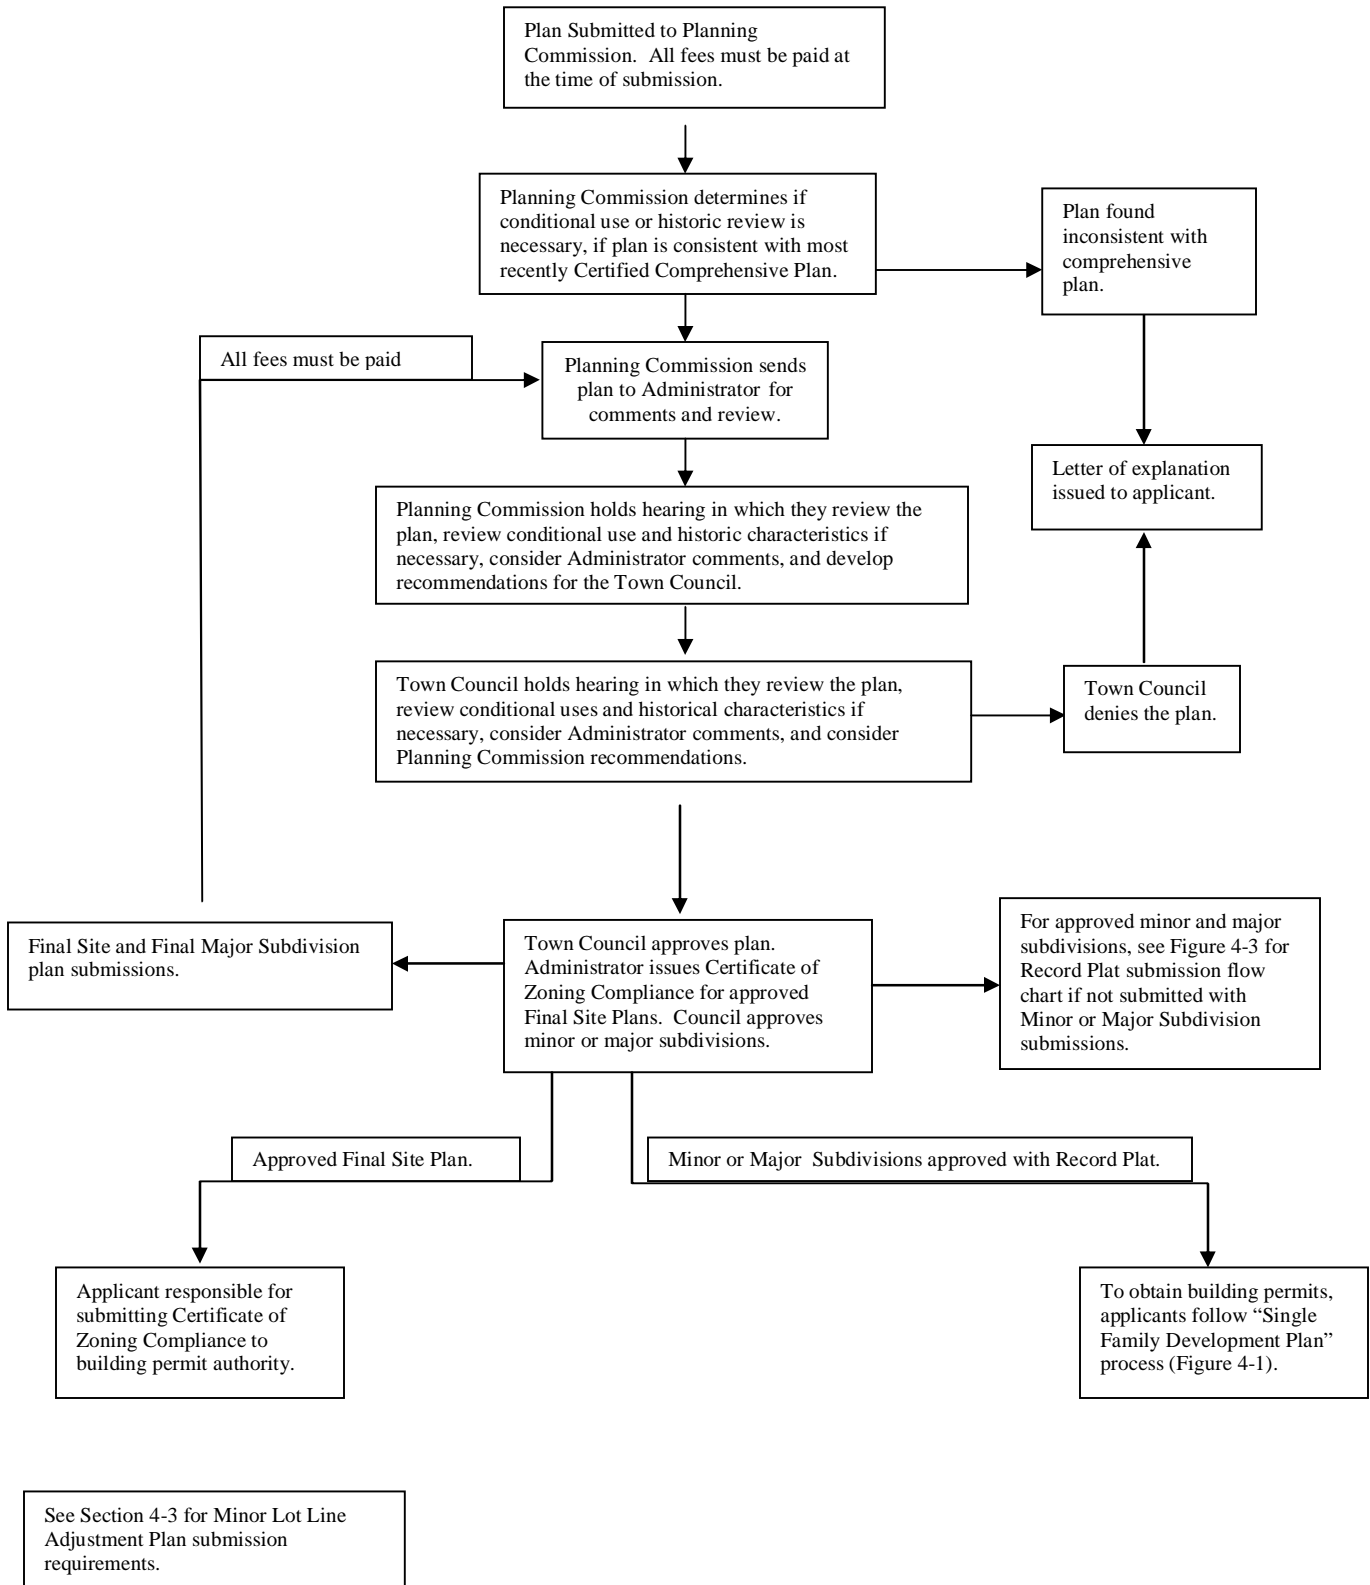 Plan Submitted to Planning
Commission. All fees must be paid at
the time of submission.
Planning Commission determines if
conditional use or historic review is
necessary, if plan is consistent with most
recently Certified Comprehensive Plan.
Plan found
inconsistent with
comprehensive
plan.
All fees must be paid
Planning Commission sends
plan to Administrator for
comments and review.
Letter of explanation
issued to applicant.
Planning Commission holds hearing in which they review the
plan, review conditional use and historic characteristics if
necessary, consider Administrator comments, and develop
recommendations for the Town Council.
Town Council holds hearing in which they review the plan,
review conditional uses and historical characteristics if
necessary, consider Administrator comments, and consider
Planning Commission recommendations.
Town Council
denies the plan.
Final Site and Final Major Subdivision
plan submissions.
Town Council approves plan.
Administrator issues Certificate of
Zoning Compliance for approved
Final Site Plans. Council approves
minor or major subdivisions.
For approved minor and major
subdivisions, see Figure 4-3 for
Record Plat submission flow
chart if not submitted with
Minor or Major Subdivision
submissions.
Approved Final Site Plan.
Minor or Major Subdivisions approved with Record Plat.
Applicant responsible for
submitting Certificate of
Zoning Compliance to
building permit authority.
To obtain building permits,
applicants follow “Single
Family Development Plan”
process (Figure 4-1).
See Section 4-3 for Minor Lot Line
Adjustment Plan submission
requirements.